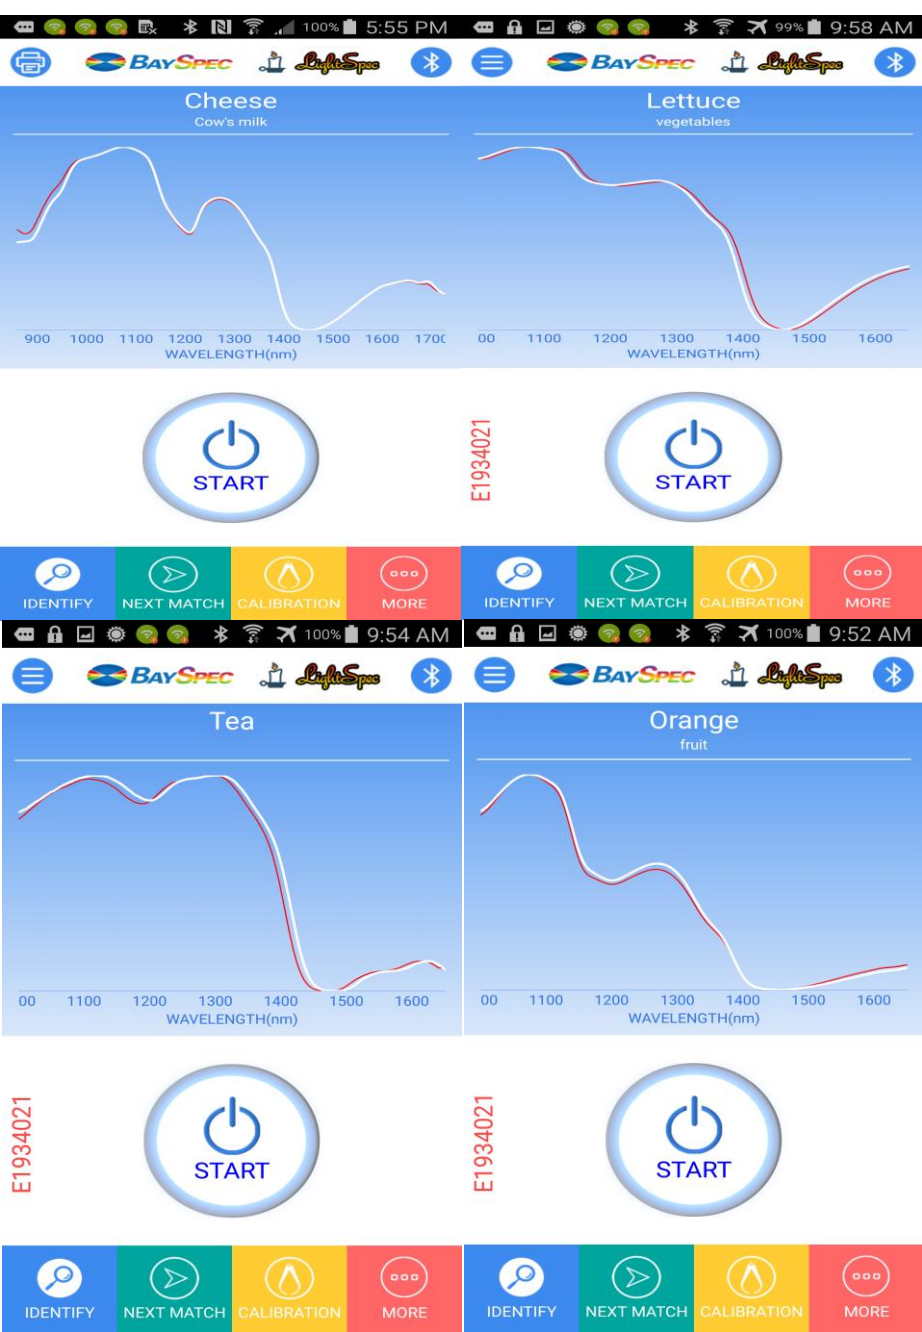 100% 5:55 PM
BAYSPEC LightSpec
Cheese
Cow's milk
900 1000 1100 1200 1300 1400 1500 1600 170
WAVELENGTH(nm)
START
IDENTIFY NEXT MATCH CALIBRATION MORE
99% 9:58 AM
BAYSPEC LightSpec
Lettuce
vegetables
00 1100 1200 1300 1400 1500 1600
WAVELENGTH(nm)
E1934021
START
IDENTIFY NEXT MATCH CALIBRATION MORE
100% 9:54 AM
BAYSPEC LightSpec
Tea
00 1100 1200 1300 1400 1500 1600
WAVELENGTH(nm)
E1934021
START
IDENTIFY NEXT MATCH CALIBRATION MORE
100% 9:52 AM
BAYSPEC LightSpec
Orange
fruit
00 1100 1200 1300 1400 1500 1600
WAVELENGTH(nm)
E1934021
START
IDENTIFY NEXT MATCH CALIBRATION MORE